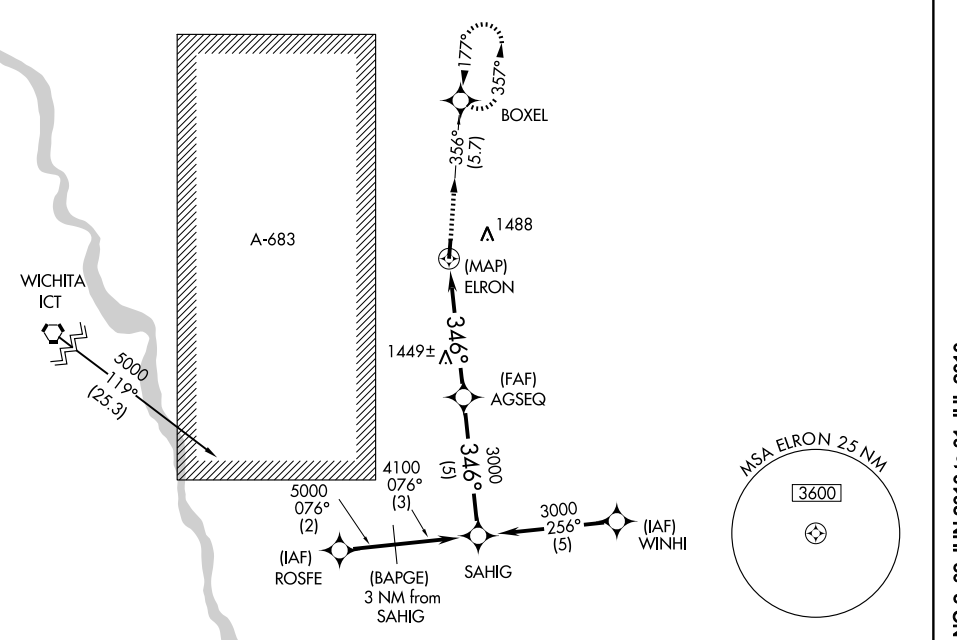 177°
357°
BOXEL
356°
(5.7)
A-683
1488
(MAP)
ELRON
WICHITA
ICT
346°
1449±
5000
119°
(25.3)
(FAF)
AGSEQ
346°
3000
(5)
MSA ELRON 25 NM
3600
4100
076°
(3)
5000
076°
(2)
3000
256°
(5)
(IAF)
WINHI
(IAF)
ROSFE
(BAPGE)
3 NM from
SAHIG
SAHIG